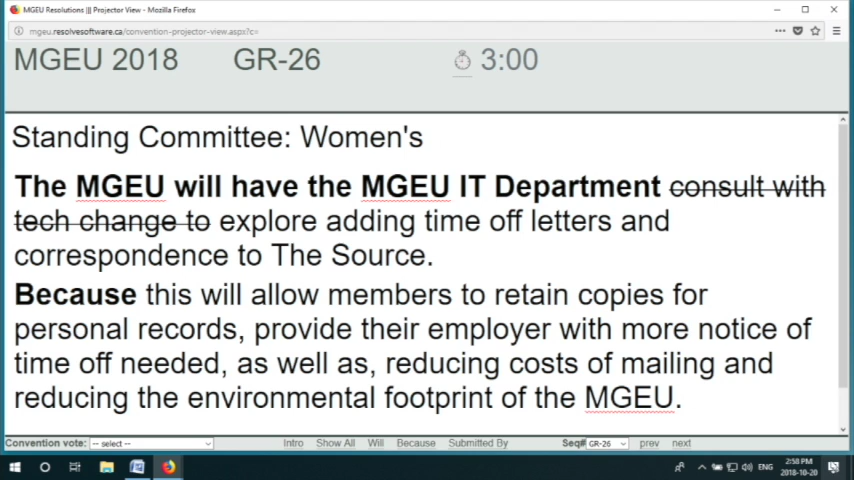 MGEU Resolutions ||| Projector View - Mozilla Firefox
mgeu.resolvesoftware.ca/convention-projector-view.aspx?c=
MGEU 2018 GR-26 3:00
Standing Committee: Women's
The MGEU will have the MGEU IT Department consult with
tech change to explore adding time off letters and
correspondence to The Source.
Because this will allow members to retain copies for
personal records, provide their employer with more notice of
time off needed, as well as, reducing costs of mailing and
reducing the environmental footprint of the MGEU.
Convention vote: -- select -- Intro Show All Will Because Submitted By Seq# GR-26 prev next
ENG 2:58 PM
2018-10-20